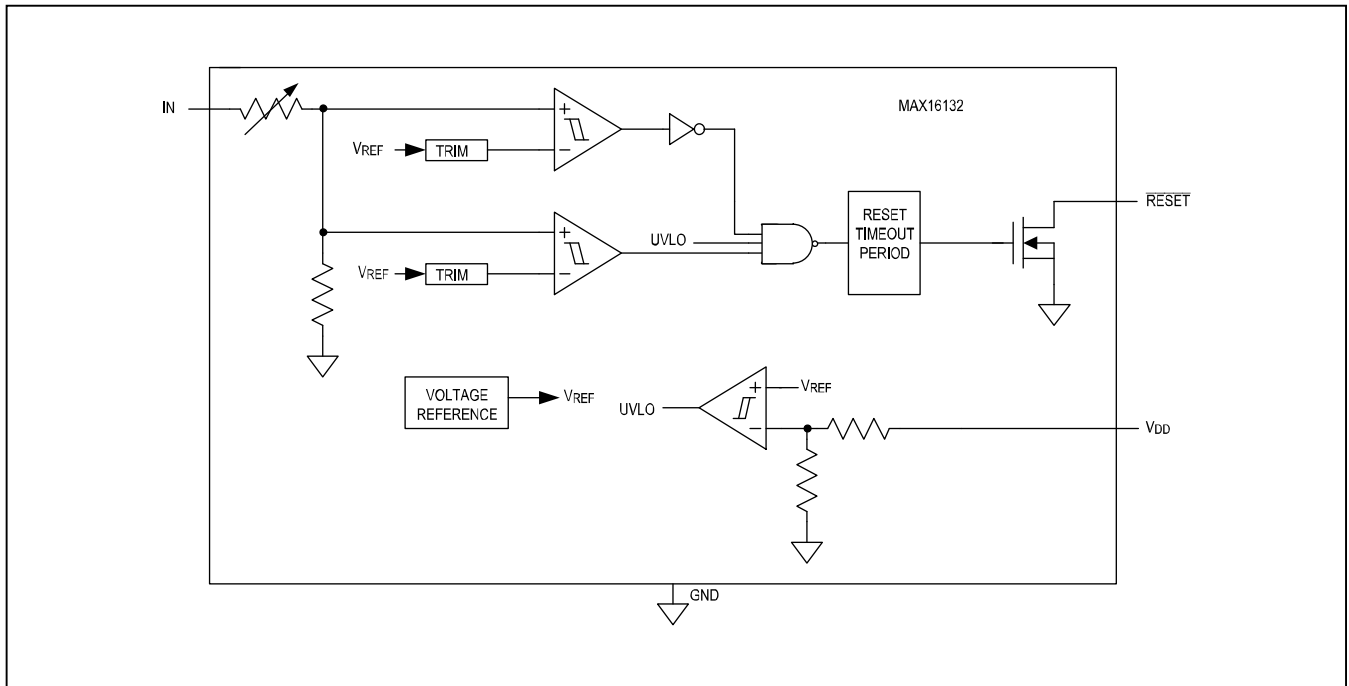 MAX16132
IN
+
VREF
TRIM
−
+
VREF
TRIM
−
UVLO
RESET
TIMEOUT
PERIOD
RESET
VOLTAGE
REFERENCE
VREF
UVLO
+
VREF
−
VDD
GND